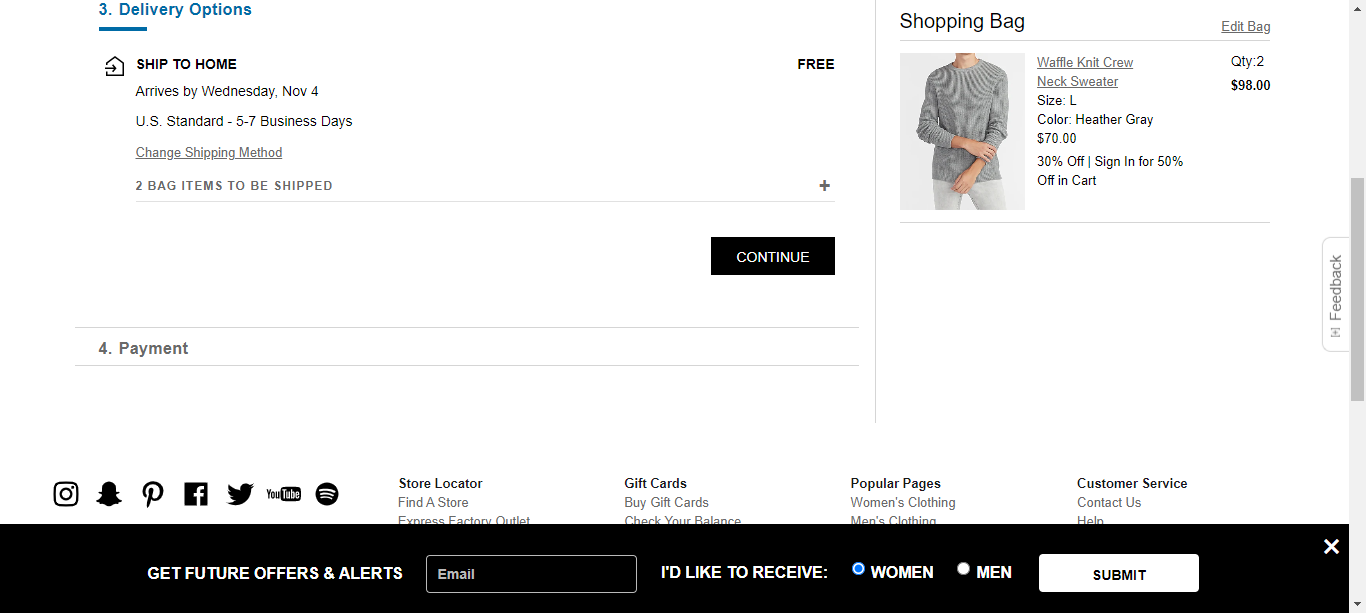 3. Delivery Options
SHIP TO HOME
FREE
Arrives by Wednesday, Nov 4
U.S. Standard - 5-7 Business Days
Change Shipping Method
2 BAG ITEMS TO BE SHIPPED
+
CONTINUE
4. Payment
Shopping Bag
Edit Bag
Waffle Knit Crew
Neck Sweater
Size: L
Color: Heather Gray
$70.00
30% Off | Sign In for 50%
Off in Cart
Qty:2
$98.00
Feedback
YouTube
Store Locator
Find A Store
Express Factory Outlet
Gift Cards
Buy Gift Cards
Check Your Balance
Popular Pages
Women's Clothing
Men's Clothing
Customer Service
Contact Us
Help
GET FUTURE OFFERS & ALERTS
Email
I'D LIKE TO RECEIVE:
WOMEN
MEN
SUBMIT